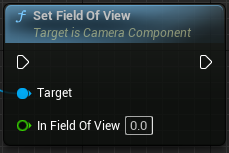 Set Field Of View
Target is Camera Component
Target
In Field Of View 0.0